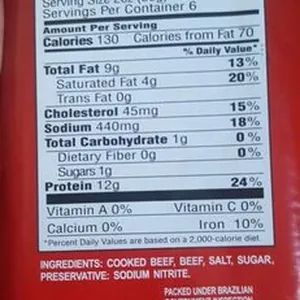 Serving Size 2oz
Servings Per Container 6
Amount Per Serving
Calories 130 Calories from Fat 70
% Daily Value*
Total Fat 9g 13%
Saturated Fat 4g 20%
Trans Fat 0g
Cholesterol 45mg 15%
Sodium 440mg 18%
Total Carbohydrate 1g 0%
Dietary Fiber 0g 0%
Sugars 1g
Protein 12g 24%
Vitamin A 0% Vitamin C 0%
Calcium 0% Iron 10%
*Percent Daily Values are based on a 2,000-calorie diet
INGREDIENTS: COOKED BEEF, BEEF, SALT, SUGAR,
PRESERVATIVE: SODIUM NITRITE.
PACKED UNDER BRAZILIAN